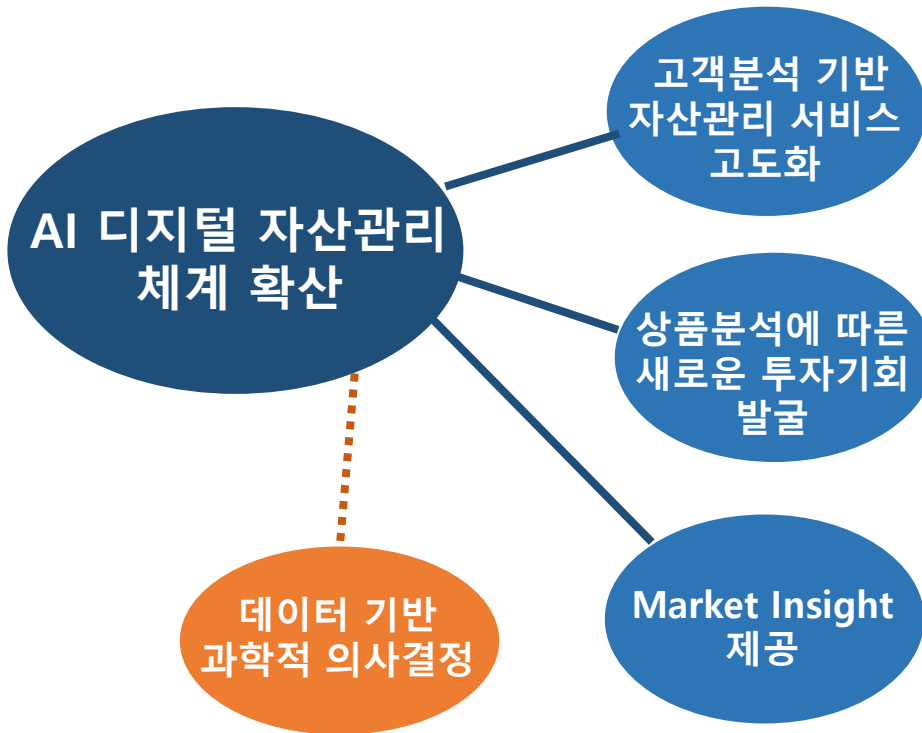 고객분석 기반
자산관리 서비스
고도화
AI 디지털 자산관리
체계 확산
상품분석에 따른
새로운 투자기회
발굴
데이터 기반
과학적 의사결정
Market Insight
제공